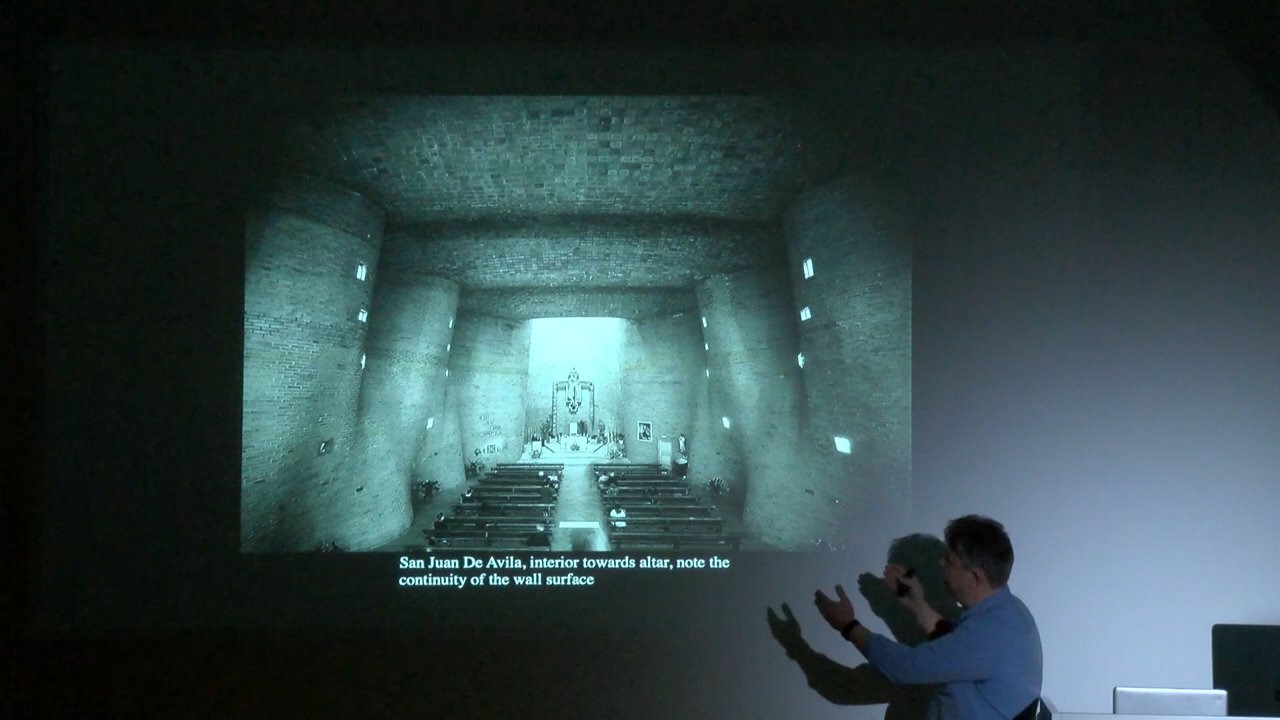 San Juan De Avila, interior towards altar, note the
continuity of the wall surface